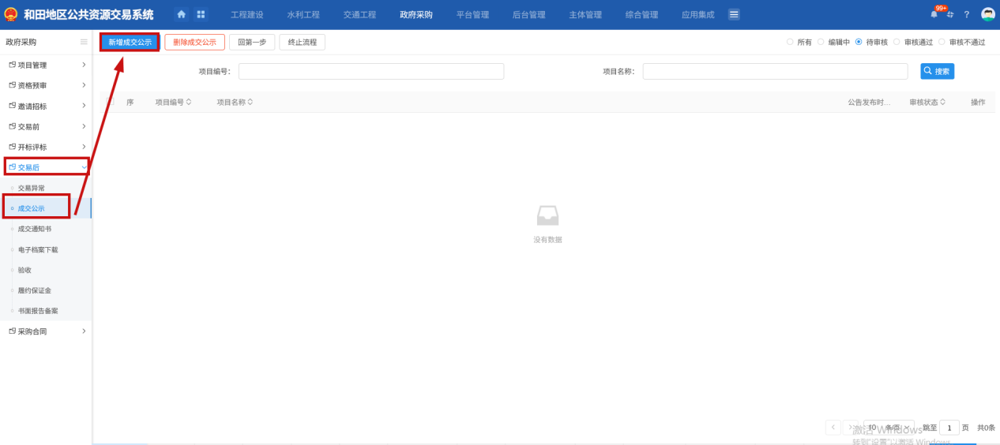 和田地区公共资源交易系统 工程建设 水利工程 交通工程 政府采购 平台管理 后台管理 主体管理 综合管理 应用集成 99+ ?
政府采购
新增成交公示 删除成交公示 回第一步 终止流程 所有 编辑中 待审核 审核通过 审核不通过
项目管理
资格预审
邀请招标
交易前
开标评标
交易后
交易异常
成交公示
成交通知书
电子档案下载
验收
履约保证金
书面报告备案
采购合同
项目编号： 项目名称： 搜索
序 项目编号 项目名称 公告发布时... 审核状态 操作
没有数据
10 条/页 跳至 1 页 共0条
激活 Windows
转到"设置"以激活 Windows。